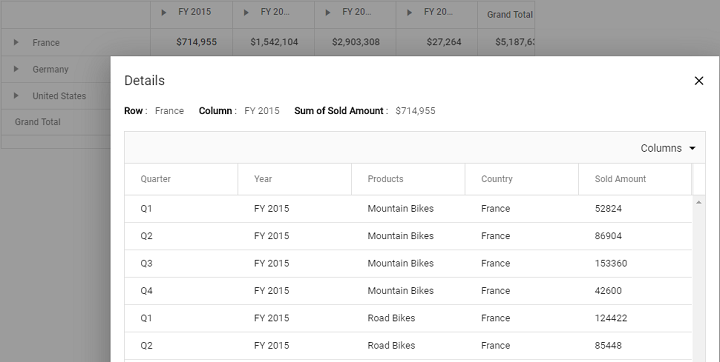 FY 2015 FY 20... FY 20... FY 20... Grand Total
France $714,955 $1,542,104 $2,903,308 $27,264 $5,187,63
Germany
United States
Grand Total
Details
Row : France Column : FY 2015 Sum of Sold Amount : $714,955
Columns
Quarter Year Products Country Sold Amount
Q1 FY 2015 Mountain Bikes France 52824
Q2 FY 2015 Mountain Bikes France 86904
Q3 FY 2015 Mountain Bikes France 153360
Q4 FY 2015 Mountain Bikes France 42600
Q1 FY 2015 Road Bikes France 124422
Q2 FY 2015 Road Bikes France 85448